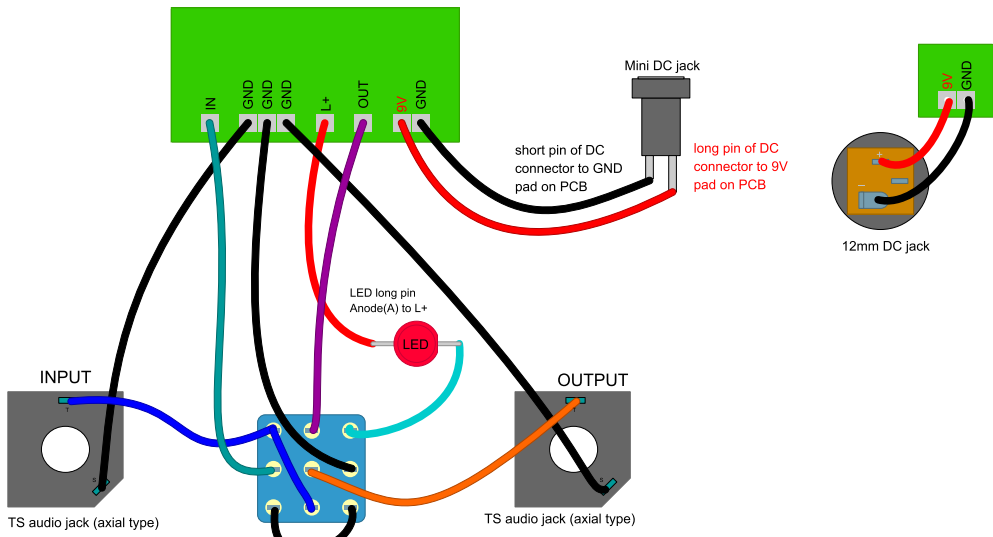 IN
GND
GND
GND
L+
OUT
9V
GND
Mini DC jack
short pin of DC
connector to GND
pad on PCB
long pin of DC
connector to 9V
pad on PCB
9V
GND
+
−
12mm DC jack
LED long pin
Anode(A) to L+
LED
INPUT
T
S
TS audio jack (axial type)
OUTPUT
T
S
TS audio jack (axial type)